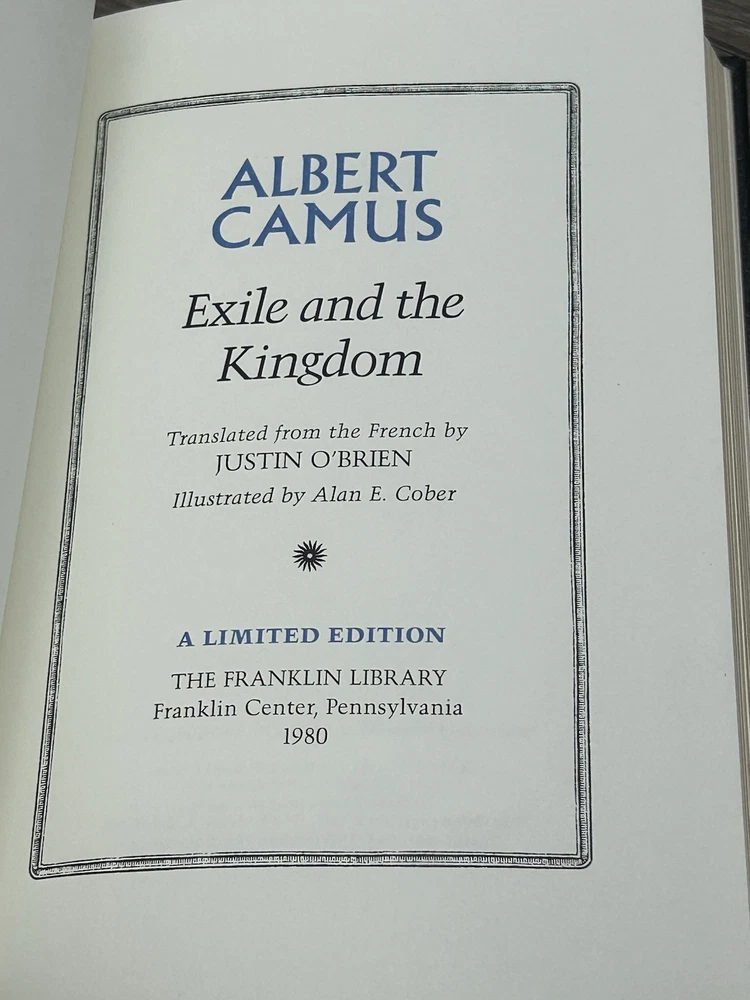 ALBERT
CAMUS
Exile and the
Kingdom
Translated from the French by
JUSTIN O'BRIEN
Illustrated by Alan E. Cober
A LIMITED EDITION
THE FRANKLIN LIBRARY
Franklin Center, Pennsylvania
1980